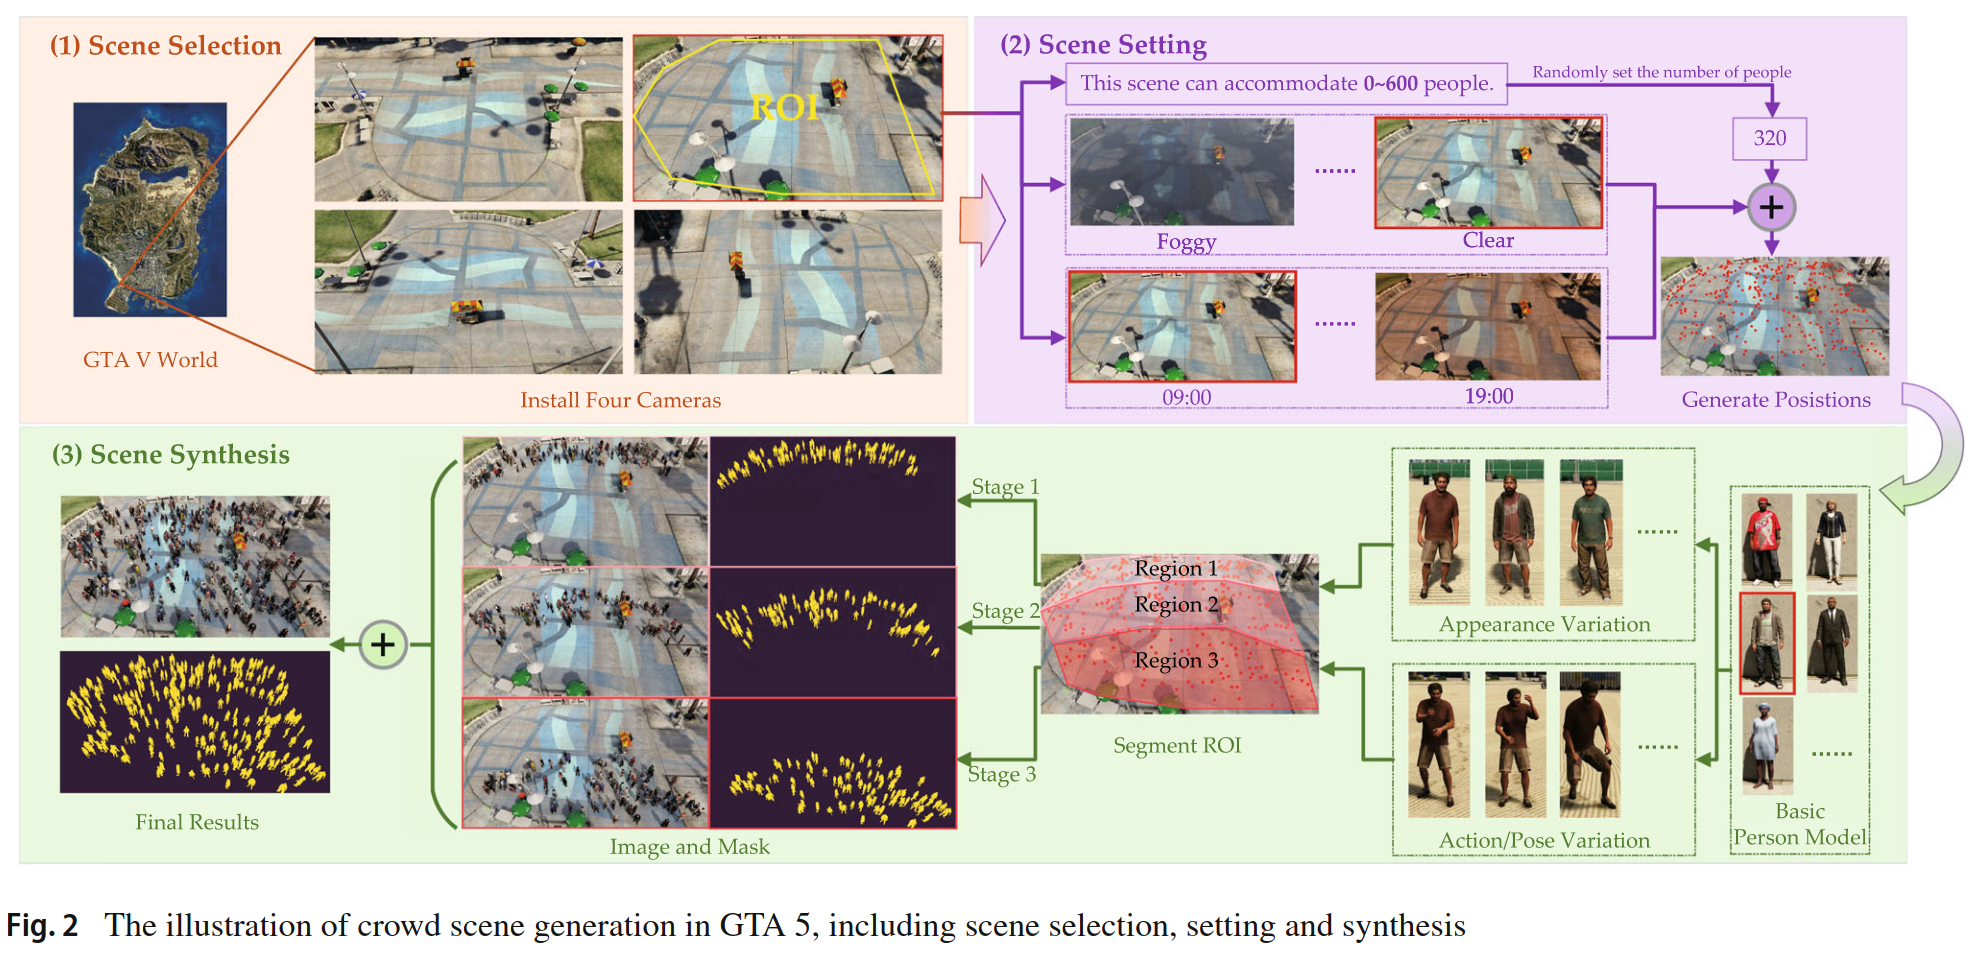 (1) Scene Selection
ROI
GTA V World
Install Four Cameras
(2) Scene Setting
This scene can accommodate 0~600 people.
Randomly set the number of people
320
......
Foggy
Clear
+
......
09:00
19:00
Generate Posistions
(3) Scene Synthesis
Final Results
+
Image and Mask
Stage 1
Stage 2
Stage 3
Region 1
Region 2
Region 3
Segment ROI
......
Appearance Variation
......
Action/Pose Variation
......
Basic
Person Model
Fig. 2 The illustration of crowd scene generation in GTA 5, including scene selection, setting and synthesis